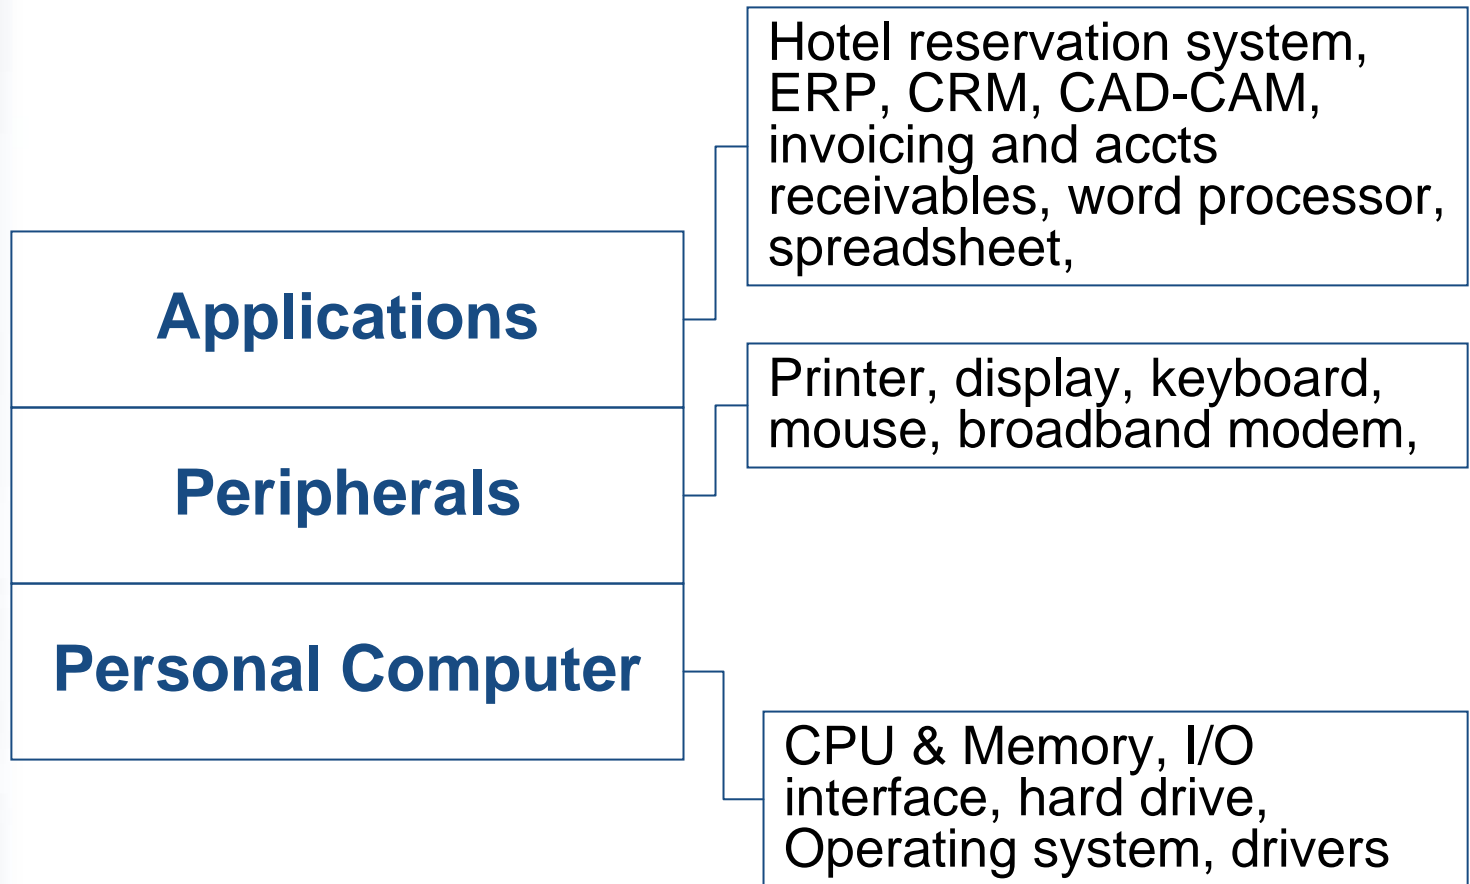 Hotel reservation system,
ERP, CRM, CAD-CAM,
invoicing and accts
receivables, word processor,
spreadsheet,
Applications
Printer, display, keyboard,
mouse, broadband modem,
Peripherals
Personal Computer
CPU & Memory, I/O
interface, hard drive,
Operating system, drivers